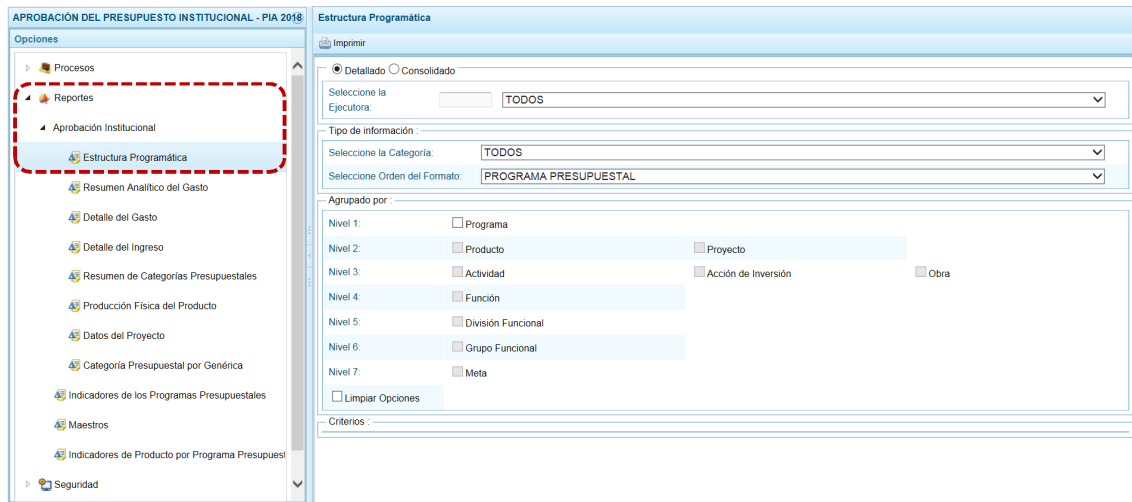 APROBACIÓN DEL PRESUPUESTO INSTITUCIONAL - PIA 2018
Opciones
Procesos
Reportes
Aprobación Institucional
Estructura Programática
Resumen Analítico del Gasto
Detalle del Gasto
Detalle del Ingreso
Resumen de Categorías Presupuestales
Producción Física del Producto
Datos del Proyecto
Categoría Presupuestal por Genérica
Indicadores de los Programas Presupuestales
Maestros
Indicadores de Producto por Programa Presupuest
Seguridad
Estructura Programática
Imprimir
Detallado Consolidado
Seleccione la
Ejecutora:
TODOS
Tipo de información :
Seleccione la Categoría: TODOS
Seleccione Orden del Formato: PROGRAMA PRESUPUESTAL
Agrupado por :
Nivel 1: Programa
Nivel 2: Producto Proyecto
Nivel 3: Actividad Acción de Inversión Obra
Nivel 4: Función
Nivel 5: División Funcional
Nivel 6: Grupo Funcional
Nivel 7: Meta
Limpiar Opciones
Criterios :